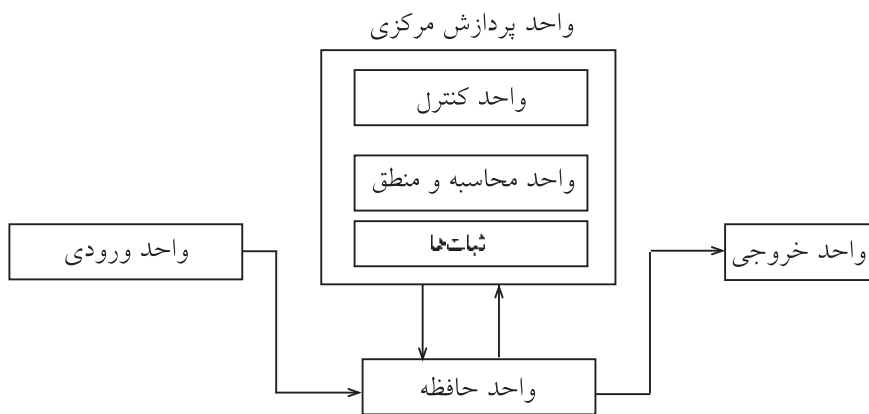 واحد پردازش مرکزی
واحد کنترل
واحد محاسبه و منطق
ثبات‌ها
واحد ورودی
واحد خروجی
واحد حافظه